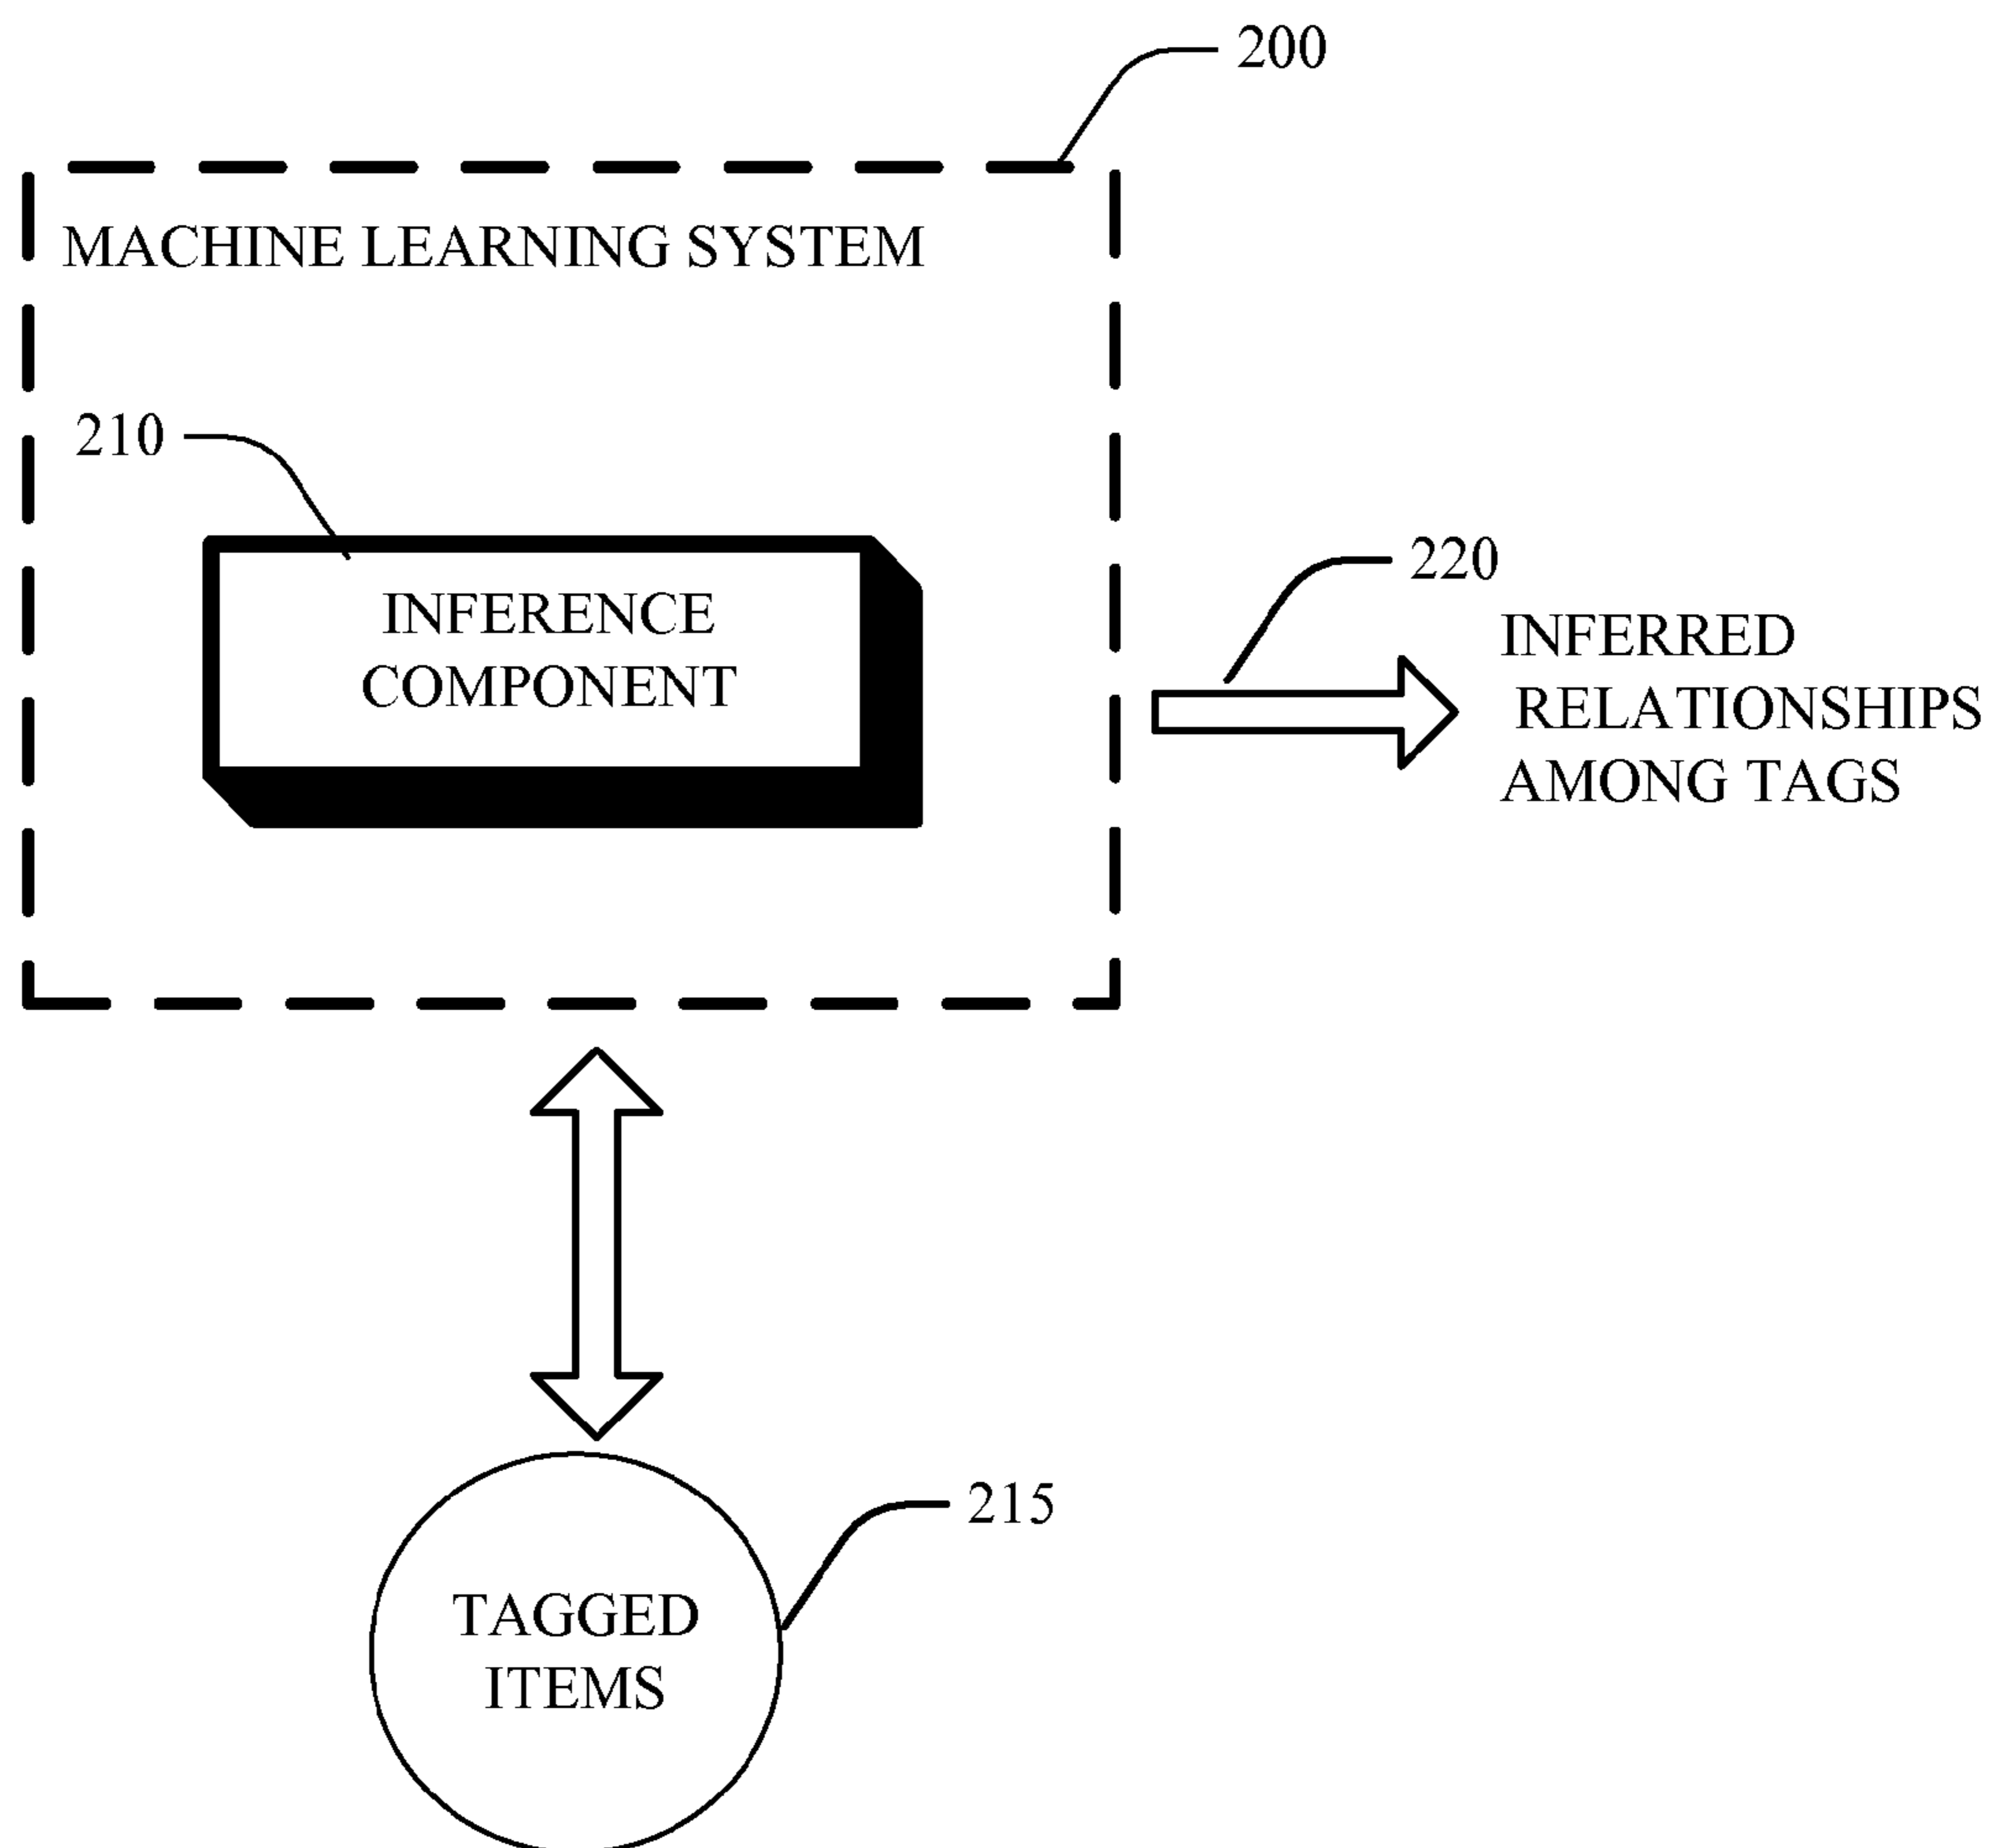 200
MACHINE LEARNING SYSTEM
210
INFERENCE
COMPONENT
220
INFERRED
RELATIONSHIPS
AMONG TAGS
215
TAGGED
ITEMS